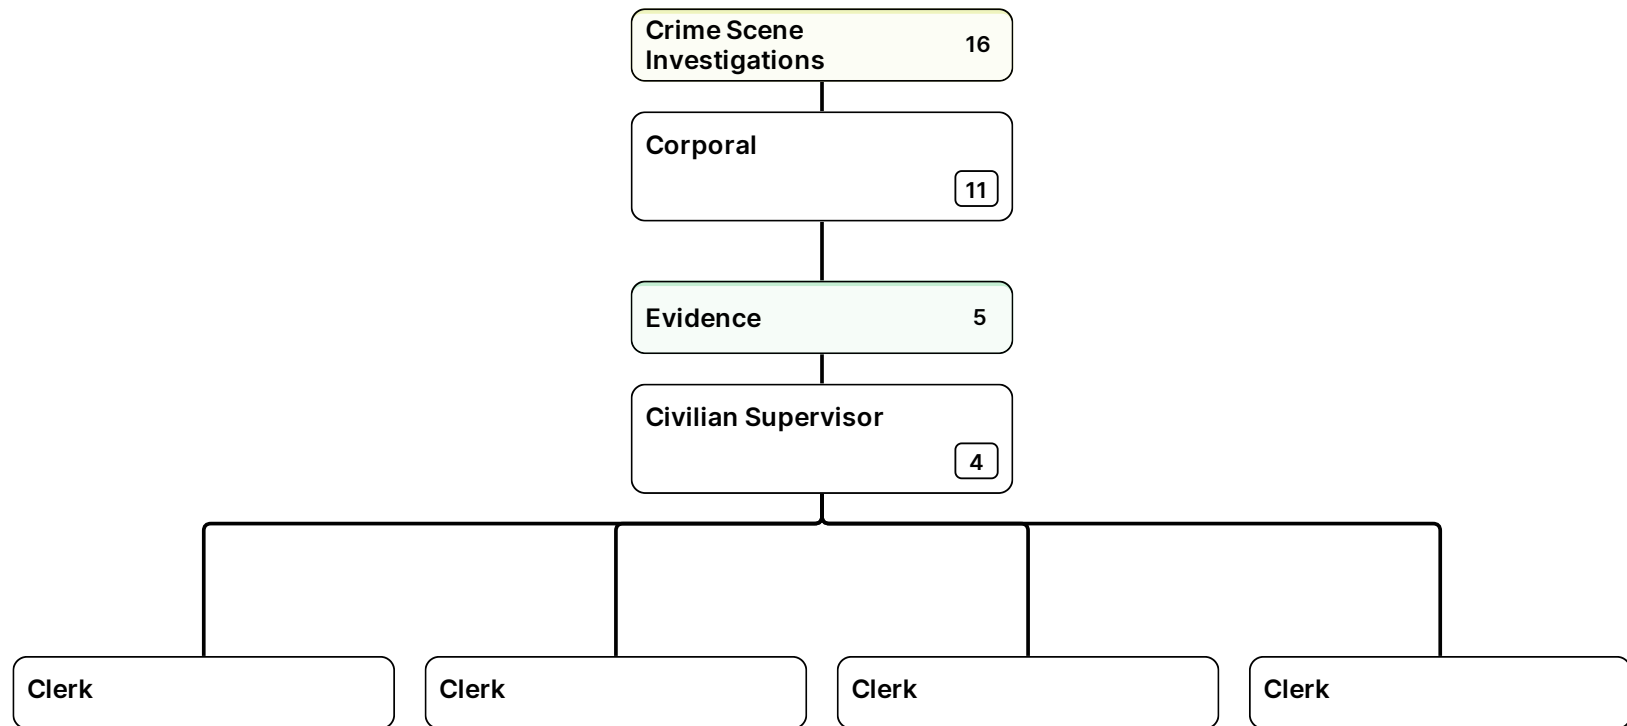 Crime Scene
Investigations
16
Corporal
11
Evidence
5
Civilian Supervisor
4
Clerk
Clerk
Clerk
Clerk